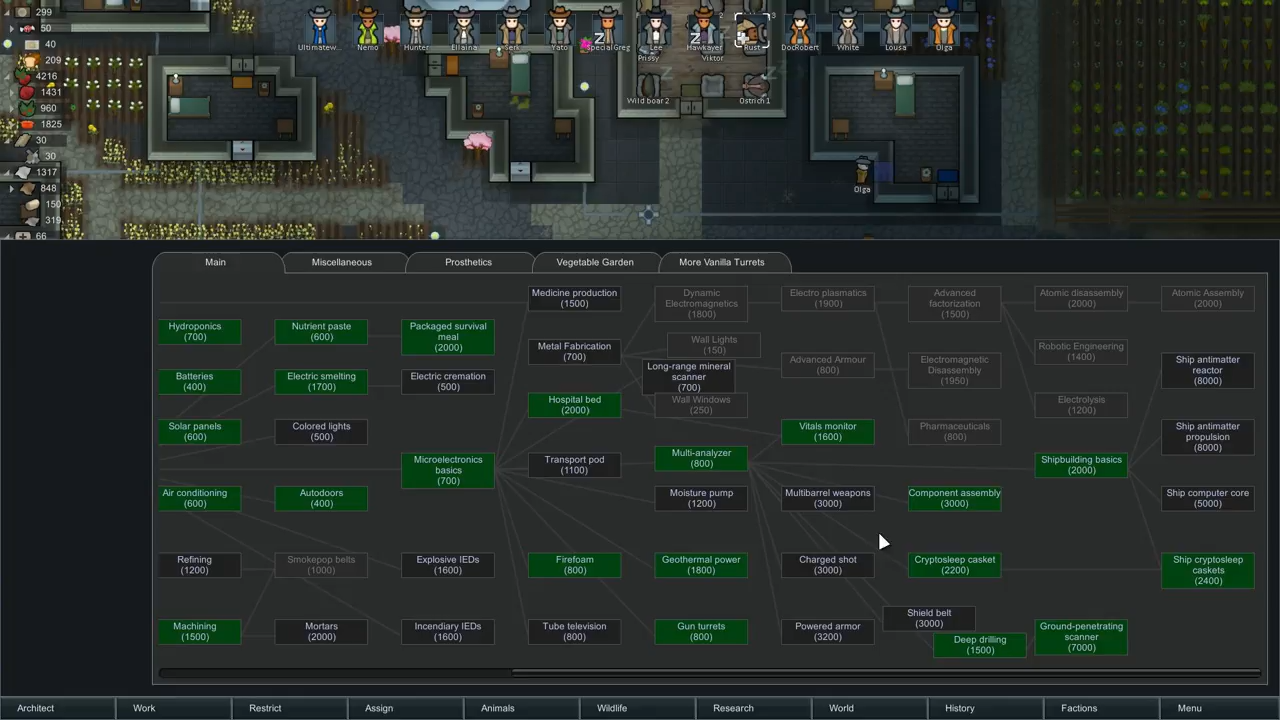 299
50
40
209
4216
1431
960
1825
30
30
1317
848
150
319
66
Ultimatew..
Nemo
Hunter
Ellaina
Serk
Yato
SpecialGreg
Lee
Hawkayer
Rust
DocRobert
White
Lousa
Olga
2
3
Prissy
Viktor
Wild boar 2
Ostrich 1
Olga
Main
Miscellaneous
Prosthetics
Vegetable Garden
More Vanilla Turrets
Hydroponics
(700)
Batteries
(400)
Solar panels
(600)
Air conditioning
(600)
Refining
(1200)
Machining
(1500)
Nutrient paste
(600)
Electric smelting
(1700)
Colored lights
(500)
Autodoors
(400)
Smokepop belts
(1000)
Mortars
(2000)
Packaged survival
meal
(2000)
Electric cremation
(500)
Microelectronics
basics
(700)
Explosive IEDs
(1600)
Incendiary IEDs
(1600)
Medicine production
(1500)
Metal Fabrication
(700)
Hospital bed
(2000)
Transport pod
(1100)
Firefoam
(800)
Tube television
(800)
Dynamic
Electromagnetics
(1800)
Wall Lights
(150)
Long-range mineral
scanner
(700)
Wall Windows
(250)
Multi-analyzer
(800)
Moisture pump
(1200)
Geothermal power
(1800)
Gun turrets
(800)
Electro plasmatics
(1900)
Advanced Armour
(800)
Vitals monitor
(1600)
Multibarrel weapons
(3000)
Charged shot
(3000)
Powered armor
(3200)
Advanced
factorization
(1500)
Electromagnetic
Disassembly
(1950)
Pharmaceuticals
(800)
Component assembly
(3000)
Cryptosleep casket
(2200)
Shield belt
(3000)
Deep drilling
(1500)
Atomic disassembly
(2000)
Robotic Engineering
(1400)
Electrolysis
(1200)
Shipbuilding basics
(2000)
Ground-penetrating
scanner
(7000)
Atomic Assembly
(2000)
Ship antimatter
reactor
(8000)
Ship antimatter
propulsion
(8000)
Ship computer core
(5000)
Ship cryptosleep
caskets
(2400)
Architect
Work
Restrict
Assign
Animals
Wildlife
Research
World
History
Factions
Menu